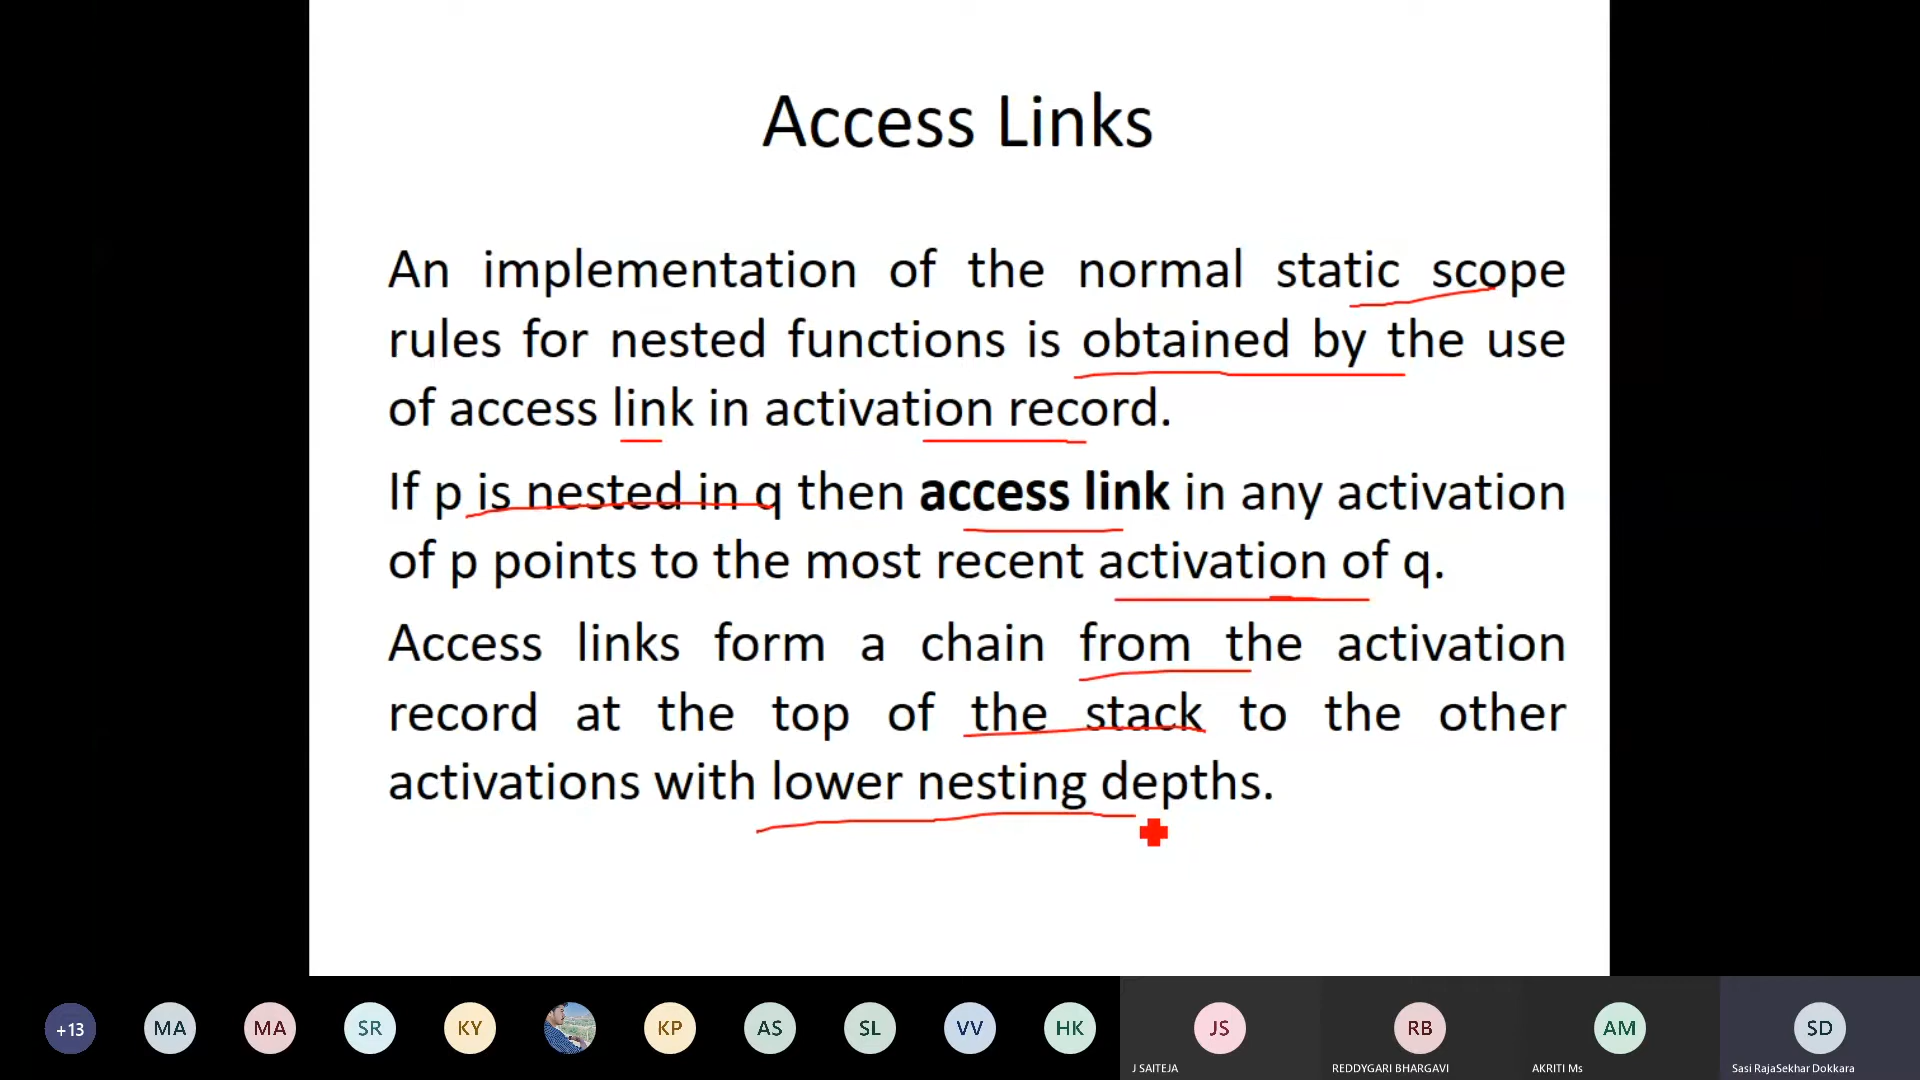 Access Links
An implementation of the normal static scope
rules for nested functions is obtained by the use
of access link in activation record.
If p is nested in q then access link in any activation
of p points to the most recent activation of q.
Access links form a chain from the activation
record at the top of the stack to the other
activations with lower nesting depths.
+13 MA MA SR KY KP AS SL VV HK JS RB AM SD
J SAITEJA REDDYGARI BHARGAVI AKRITI Ms Sasi RajaSekhar Dokkara